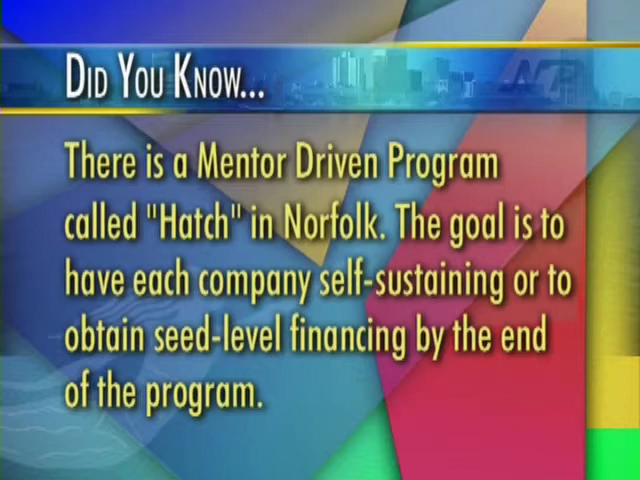 DID YOU KNOW...
There is a Mentor Driven Program
called "Hatch" in Norfolk. The goal is to
have each company self-sustaining or to
obtain seed-level financing by the end
of the program.